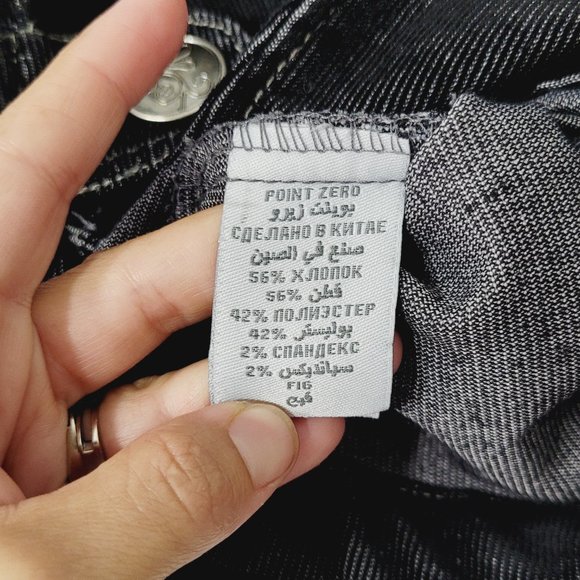 POINT ZERO
بوينت زيرو
СДЕЛАНО В КИТАЕ
صنع في الصين
56% ХЛОПОК
56% قطن
42% ПОЛИЭСТЕР
42% بوليستر
2% СПАНДЕКС
2% سباندیكس
FIG
فيج